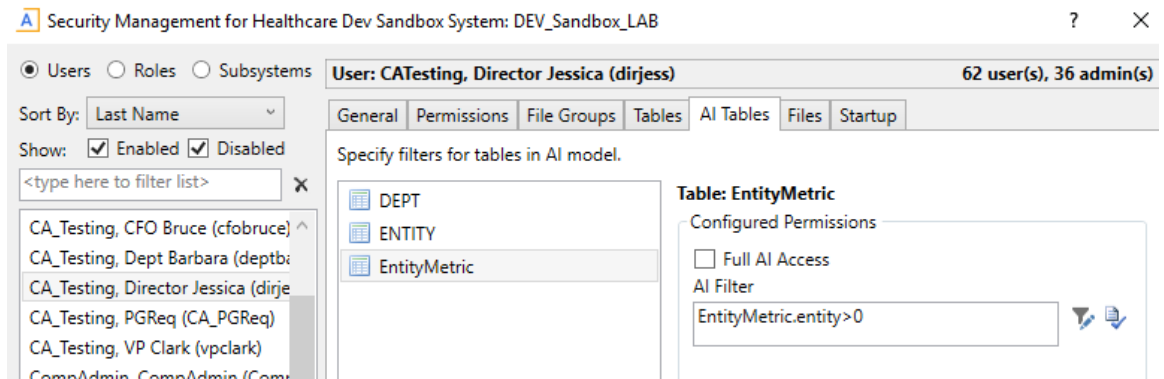 A Security Management for Healthcare Dev Sandbox System: DEV_Sandbox_LAB ?
Users Roles Subsystems
User: CATesting, Director Jessica (dirjess) 62 user(s), 36 admin(s)
Sort By: Last Name
General Permissions File Groups Tables AI Tables Files Startup
Show: Enabled Disabled
Specify filters for tables in AI model.
<type here to filter list>
CA_Testing, CFO Bruce (cfobruce)
CA_Testing, Dept Barbara (deptba
CA_Testing, Director Jessica (dirje
CA_Testing, PGReq (CA_PGReq)
CA_Testing, VP Clark (vpclark)
CompAdmin, CompAdmin (Com
DEPT
ENTITY
EntityMetric
Table: EntityMetric
Configured Permissions
Full AI Access
AI Filter
EntityMetric.entity>0